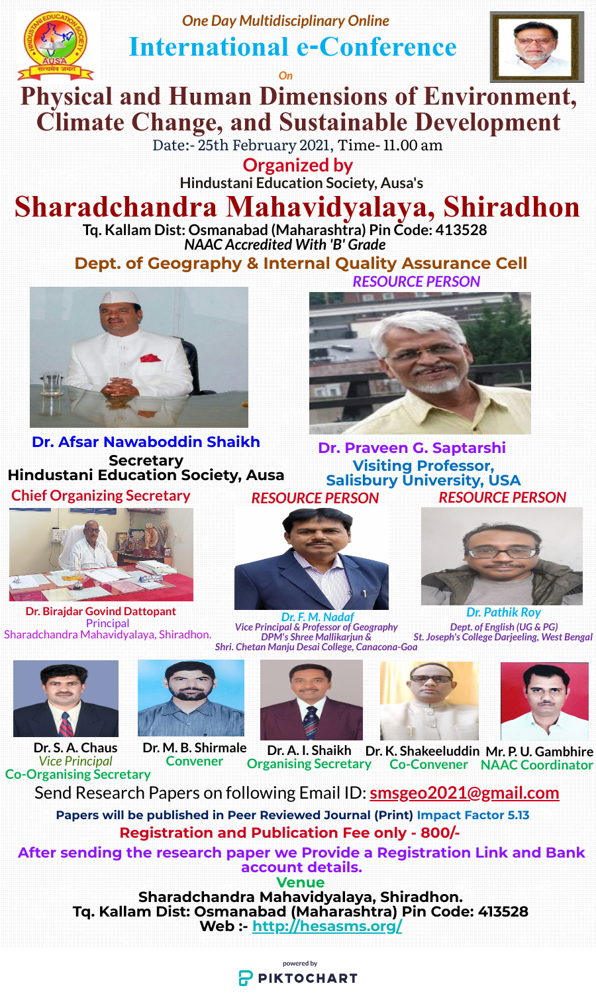 HINDUSTANI EDUCATION SOCIETY
AUSA
सत्यमेव जयते
One Day Multidisciplinary Online
International e-Conference
On
Physical and Human Dimensions of Environment,
Climate Change, and Sustainable Development
Date:- 25th February 2021, Time- 11.00 am
Organized by
Hindustani Education Society, Ausa's
Sharadchandra Mahavidyalaya, Shiradhon
Tq. Kallam Dist: Osmanabad (Maharashtra) Pin Code: 413528
NAAC Accredited With 'B' Grade
Dept. of Geography & Internal Quality Assurance Cell
RESOURCE PERSON
Dr. Afsar Nawaboddin Shaikh
Secretary
Hindustani Education Society, Ausa
Dr. Praveen G. Saptarshi
Visiting Professor,
Salisbury University, USA
Chief Organizing Secretary
Dr. Birajdar Govind Dattopant
Principal
Sharadchandra Mahavidyalaya, Shiradhon.
RESOURCE PERSON
Dr. F. M. Nadaf
Vice Principal & Professor of Geography
DPM's Shree Mallikarjun &
Shri. Chetan Manju Desai College, Canacona-Goa
RESOURCE PERSON
Dr. Pathik Roy
Dept. of English (UG & PG)
St. Joseph's College Darjeeling, West Bengal
Dr. S. A. Chaus
Vice Principal
Co-Organising Secretary
Dr. M. B. Shirmale
Convener
Dr. A. I. Shaikh
Organising Secretary
Dr. K. Shakeeluddin
Co-Convener
Mr. P. U. Gambhire
NAAC Coordinator
Send Research Papers on following Email ID: smsgeo2021@gmail.com
Papers will be published in Peer Reviewed Journal (Print) Impact Factor 5.13
Registration and Publication Fee only - 800/-
After sending the research paper we Provide a Registration Link and Bank
account details.
Venue
Sharadchandra Mahavidyalaya, Shiradhon.
Tq. Kallam Dist: Osmanabad (Maharashtra) Pin Code: 413528
Web :- http://hesasms.org/
powered by
PIKTOCHART